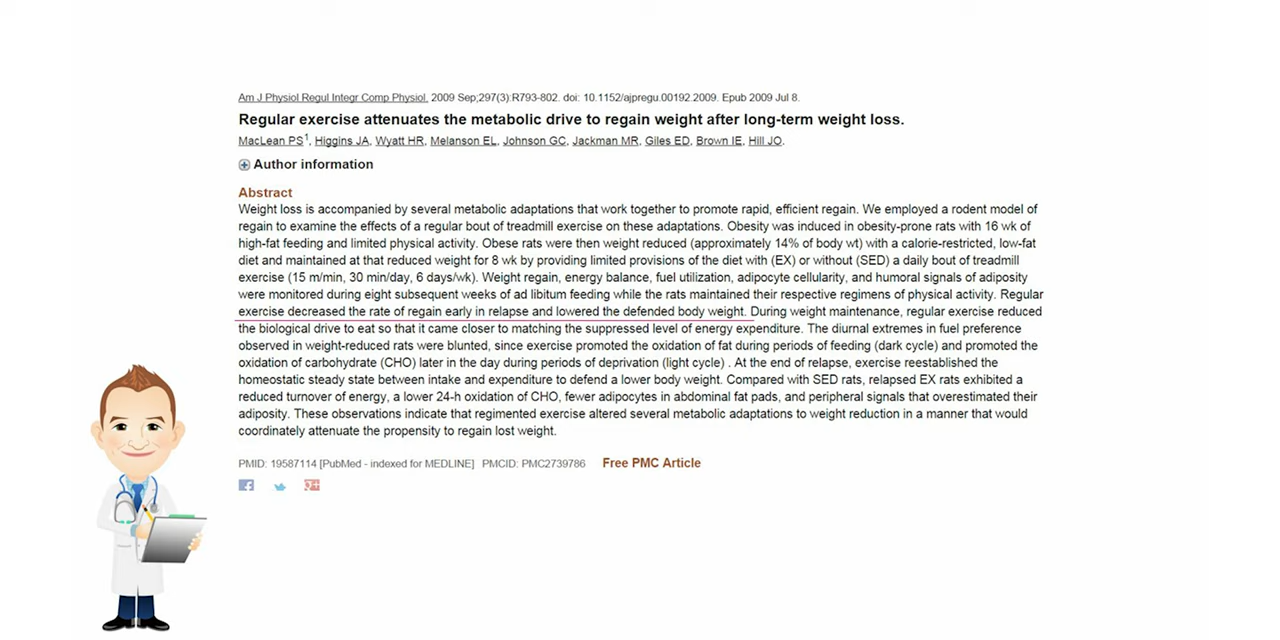 Am J Physiol Regul Integr Comp Physiol. 2009 Sep;297(3):R793-802. doi: 10.1152/ajpregu.00192.2009. Epub 2009 Jul 8.
Regular exercise attenuates the metabolic drive to regain weight after long-term weight loss.
MacLean PS1, Higgins JA, Wyatt HR, Melanson EL, Johnson GC, Jackman MR, Giles ED, Brown IE, Hill JO.
Author information
Abstract
Weight loss is accompanied by several metabolic adaptations that work together to promote rapid, efficient regain. We employed a rodent model of
regain to examine the effects of a regular bout of treadmill exercise on these adaptations. Obesity was induced in obesity-prone rats with 16 wk of
high-fat feeding and limited physical activity. Obese rats were then weight reduced (approximately 14% of body wt) with a calorie-restricted, low-fat
diet and maintained at that reduced weight for 8 wk by providing limited provisions of the diet with (EX) or without (SED) a daily bout of treadmill
exercise (15 m/min, 30 min/day, 6 days/wk). Weight regain, energy balance, fuel utilization, adipocyte cellularity, and humoral signals of adiposity
were monitored during eight subsequent weeks of ad libitum feeding while the rats maintained their respective regimens of physical activity. Regular
exercise decreased the rate of regain early in relapse and lowered the defended body weight. During weight maintenance, regular exercise reduced
the biological drive to eat so that it came closer to matching the suppressed level of energy expenditure. The diurnal extremes in fuel preference
observed in weight-reduced rats were blunted, since exercise promoted the oxidation of fat during periods of feeding (dark cycle) and promoted the
oxidation of carbohydrate (CHO) later in the day during periods of deprivation (light cycle) . At the end of relapse, exercise reestablished the
homeostatic steady state between intake and expenditure to defend a lower body weight. Compared with SED rats, relapsed EX rats exhibited a
reduced turnover of energy, a lower 24-h oxidation of CHO, fewer adipocytes in abdominal fat pads, and peripheral signals that overestimated their
adiposity. These observations indicate that regimented exercise altered several metabolic adaptations to weight reduction in a manner that would
coordinately attenuate the propensity to regain lost weight.
PMID: 19587114 [PubMed - indexed for MEDLINE] PMCID: PMC2739786 Free PMC Article